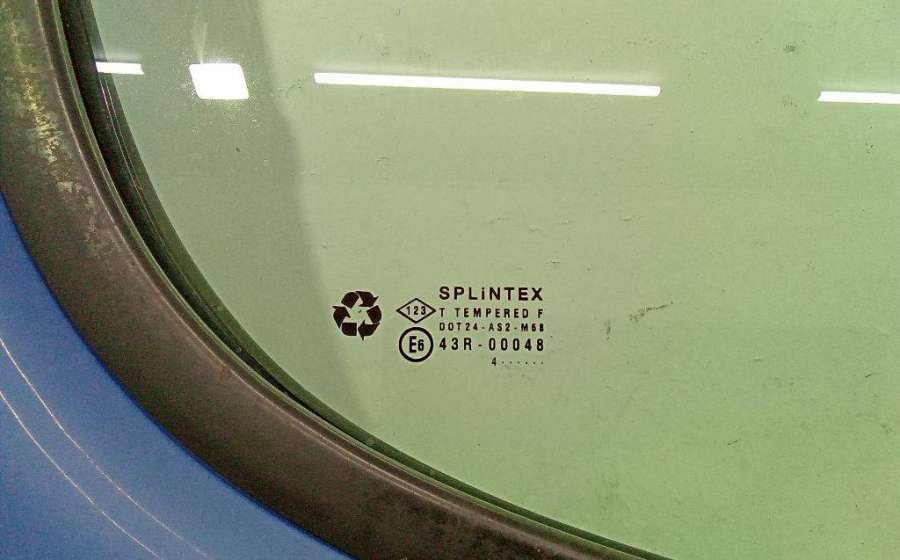 SPLiNTEX
123 T TEMPERED F
DOT24-AS2-M68
E6 43R-00048
4······